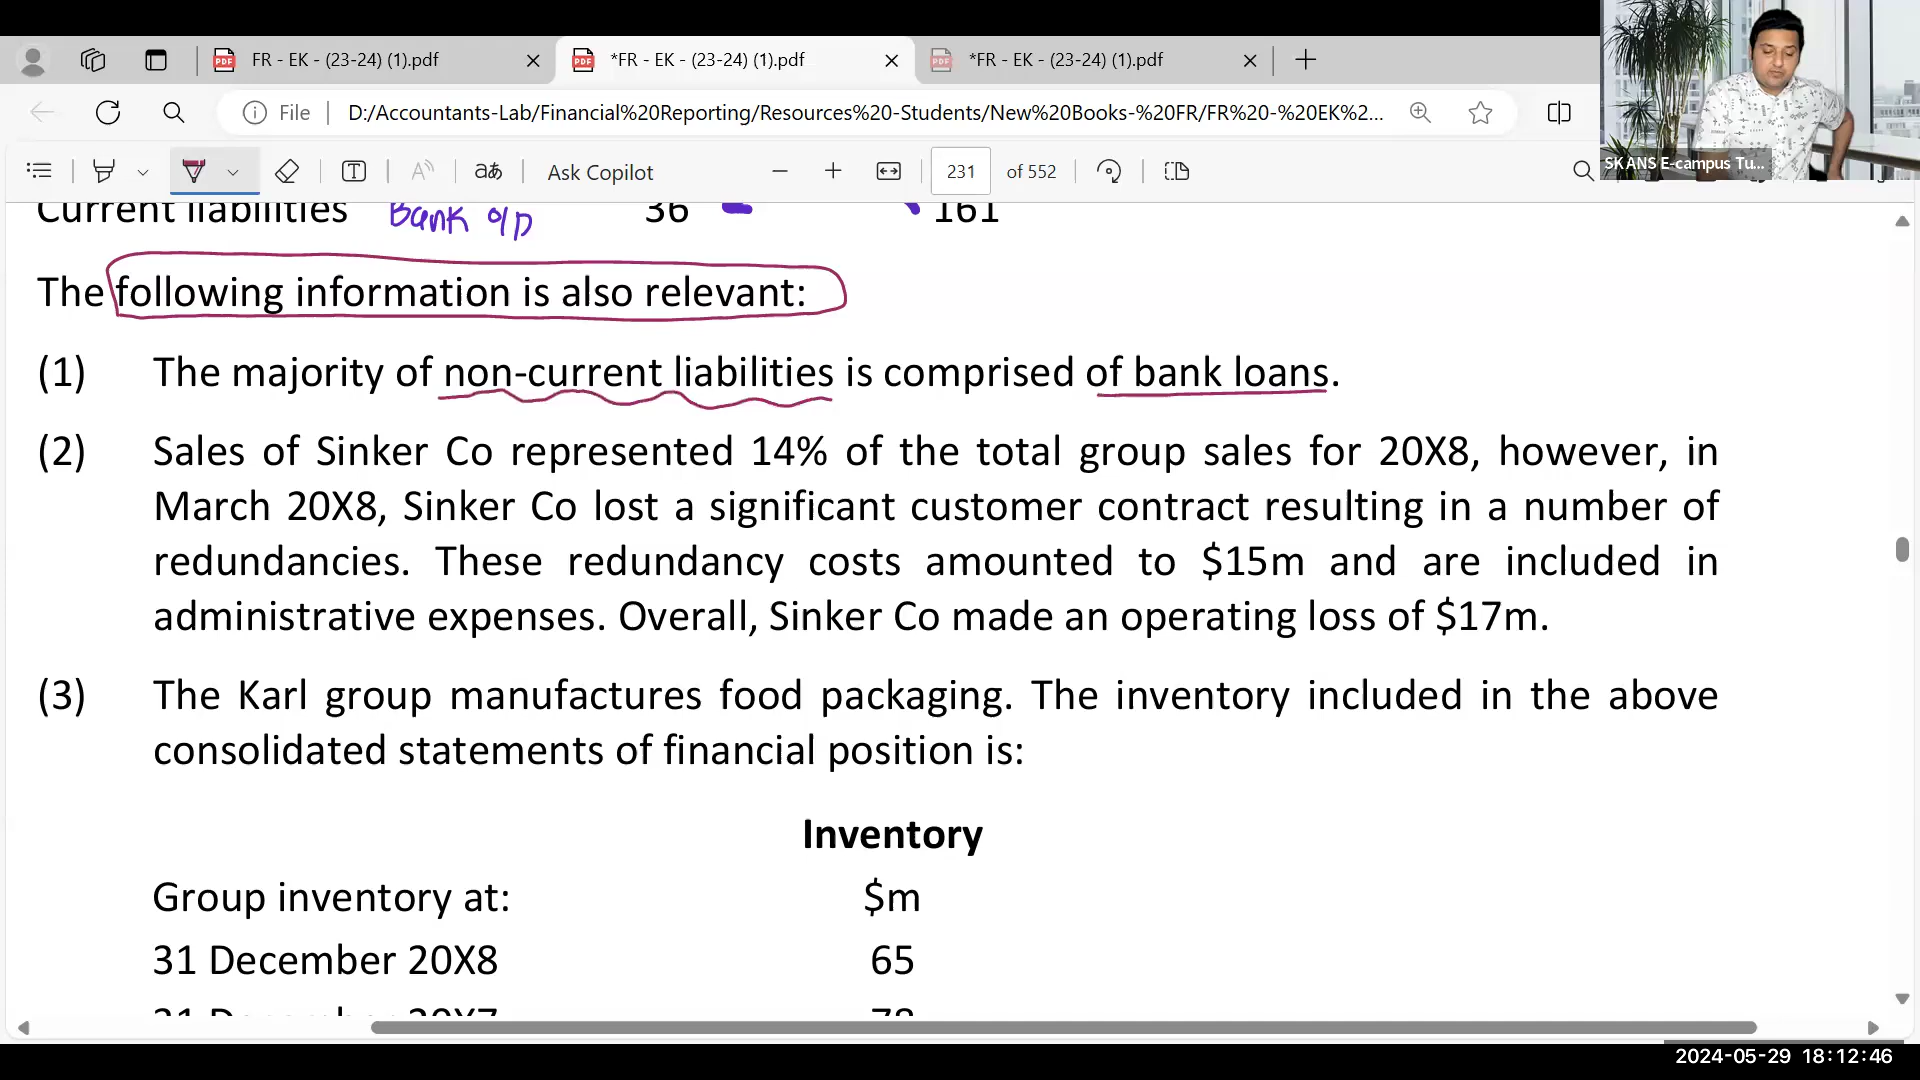 FR - EK - (23-24) (1).pdf
*FR - EK - (23-24) (1).pdf
*FR - EK - (23-24) (1).pdf
File
D:/Accountants-Lab/Financial%20Reporting/Resources%20-Students/New%20Books-%20FR/FR%20-%20EK%2...
SKANS E-campus Tu...
Ask Copilot
231 of 552
Current liabilities Bank o/D 36 161
The following information is also relevant:
(1) The majority of non-current liabilities is comprised of bank loans.
(2) Sales of Sinker Co represented 14% of the total group sales for 20X8, however, in
March 20X8, Sinker Co lost a significant customer contract resulting in a number of
redundancies. These redundancy costs amounted to $15m and are included in
administrative expenses. Overall, Sinker Co made an operating loss of $17m.
(3) The Karl group manufactures food packaging. The inventory included in the above
consolidated statements of financial position is:
Inventory
Group inventory at: $m
31 December 20X8 65
31 December 20X7 78
2024-05-29 18:12:46